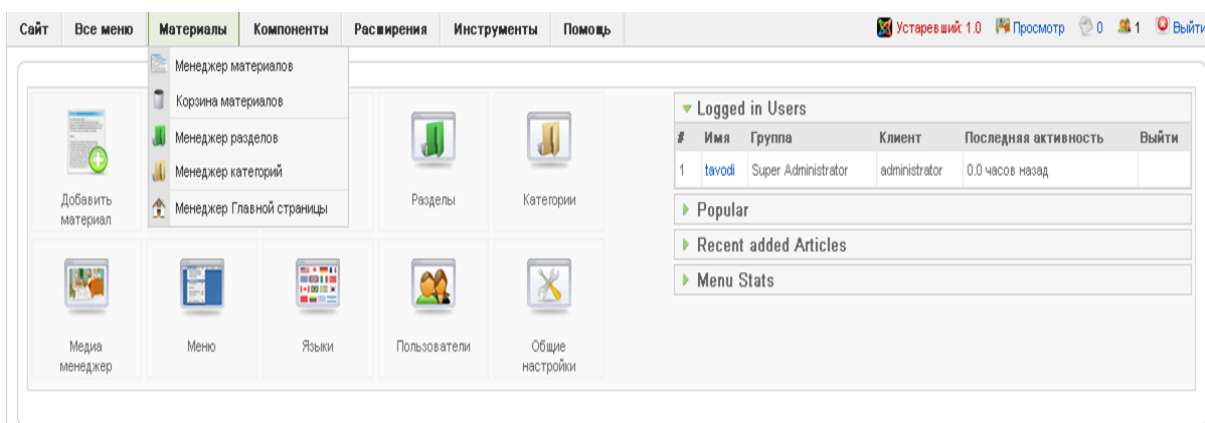 Сайт Все меню Материалы Компоненты Расширения Инструменты Помощь Устаревший: 1.0 Просмотр 0 1 Выйти
Менеджер материалов
Корзина материалов
Менеджер разделов
Менеджер категорий
Менеджер Главной страницы
Добавить
материал
Разделы
Категории
Медиа
менеджер
Меню
Языки
Пользователи
Общие
настройки
Logged in Users
# Имя Группа Клиент Последняя активность Выйти
1 tavodi Super Administrator administrator 0.0 часов назад
Popular
Recent added Articles
Menu Stats